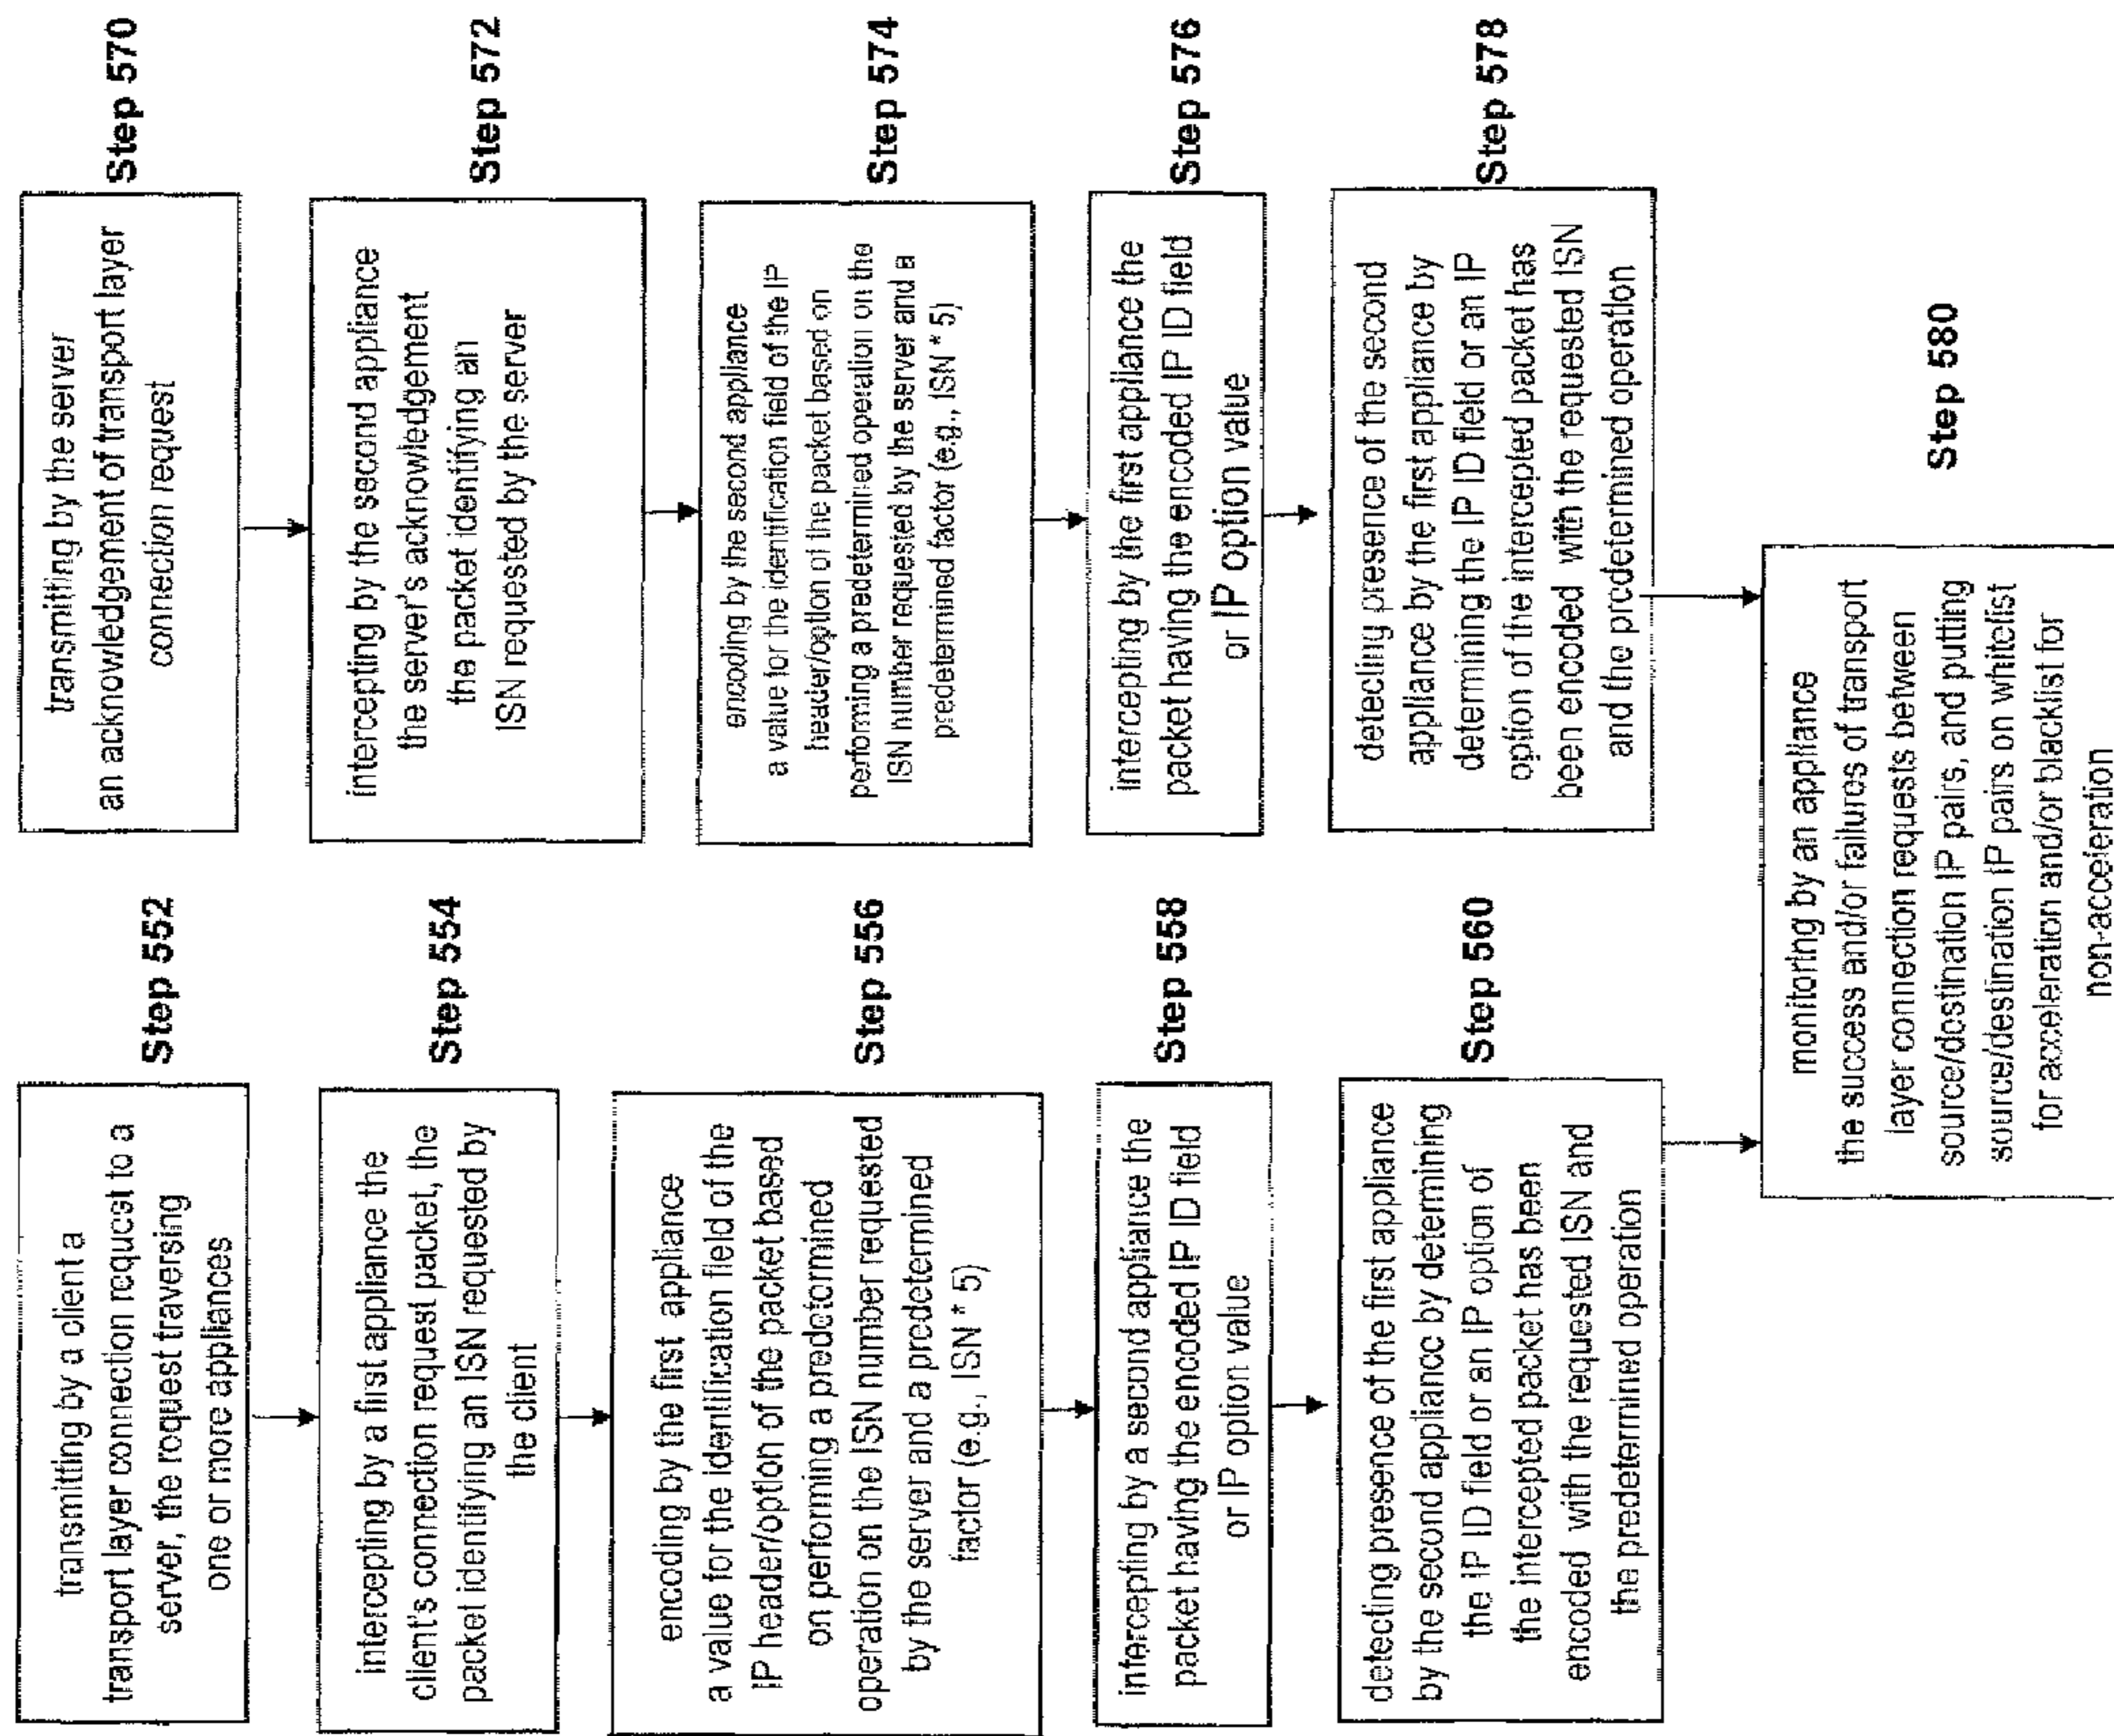 transmitting by a client a
transport layer connection request to a
server, the request traversing
one or more appliances
Step 552
intercepting by a first appliance the
client's connection request packet, the
packet identifying an ISN requested by
the client
Step 554
encoding by the first appliance
a value for the identification field of the
IP header/option of the packet based
on performing a predetermined
operation on the ISN number requested
by the server and a predetermined
factor (e.g., ISN * 5)
Step 556
intercepting by a second appliance the
packet having the encoded IP ID field
or IP option value
Step 558
detecting presence of the first appliance
by the second appliance by determining
the IP ID field or an IP option of
the intercepted packet has been
encoded with the requested ISN and
the predetermined operation
Step 560
transmitting by the server
an acknowledgement of transport layer
connection request
Step 570
intercepting by the second appliance
the server's acknowledgement
the packet identifying an
ISN requested by the server
Step 572
encoding by the second appliance
a value for the identification field of the IP
header/option of the packet based on
performing a predetermined operation on the
ISN number requested by the server and a
predetermined factor (e.g., ISN * 5)
Step 574
intercepting by the first appliance the
packet having the encoded IP ID field
or IP option value
Step 576
detecting presence of the second
appliance by the first appliance by
determining the IP ID field or an IP
option of the intercepted packet has
been encoded with the requested ISN
and the predetermined operation
Step 578
monitoring by an appliance
the success and/or failures of transport
layer connection requests between
source/destination IP pairs, and putting
source/destination IP pairs on whitelist
for acceleration and/or blacklist for
non-acceleration
Step 580